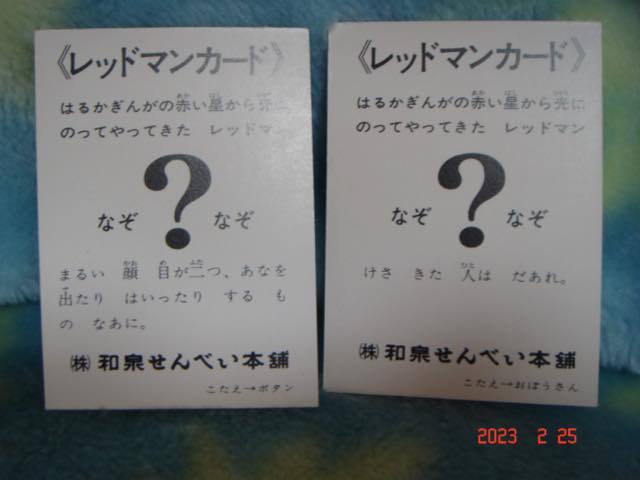 《レッドマンカード》
はるかぎんがの赤い星から光に
のってやってきた レッドマン
?
なぞ なぞ
まるい 顔 目が二つ、あなを
出たり はいったり する も
の なあに。
㈱ 和泉せんべい本舗
こたえ→ボタン
《レッドマンカード》
はるかぎんがの赤い星から光に
のってやってきた レッドマン
?
なぞ なぞ
けさ きた 人は だあれ。
㈱ 和泉せんべい本舗
こたえ→おぼうさん
2023 2 25